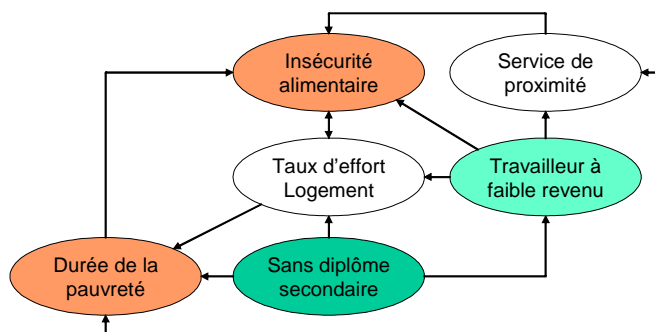 Insécurité
alimentaire
Service de
proximité
Taux d'effort
Logement
Travailleur à
faible revenu
Durée de la
pauvreté
Sans diplôme
secondaire